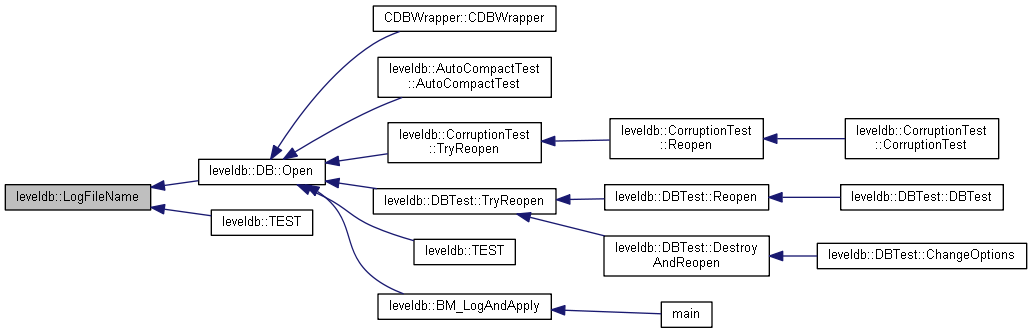 CDBWrapper::CDBWrapper
leveldb::AutoCompactTest
::AutoCompactTest
leveldb::CorruptionTest
::TryReopen
leveldb::CorruptionTest
::Reopen
leveldb::CorruptionTest
::CorruptionTest
leveldb::DB::Open
leveldb::LogFileName
leveldb::DBTest::TryReopen
leveldb::DBTest::Reopen
leveldb::DBTest::DBTest
leveldb::TEST
leveldb::TEST
leveldb::DBTest::Destroy
AndReopen
leveldb::DBTest::ChangeOptions
leveldb::BM_LogAndApply
main